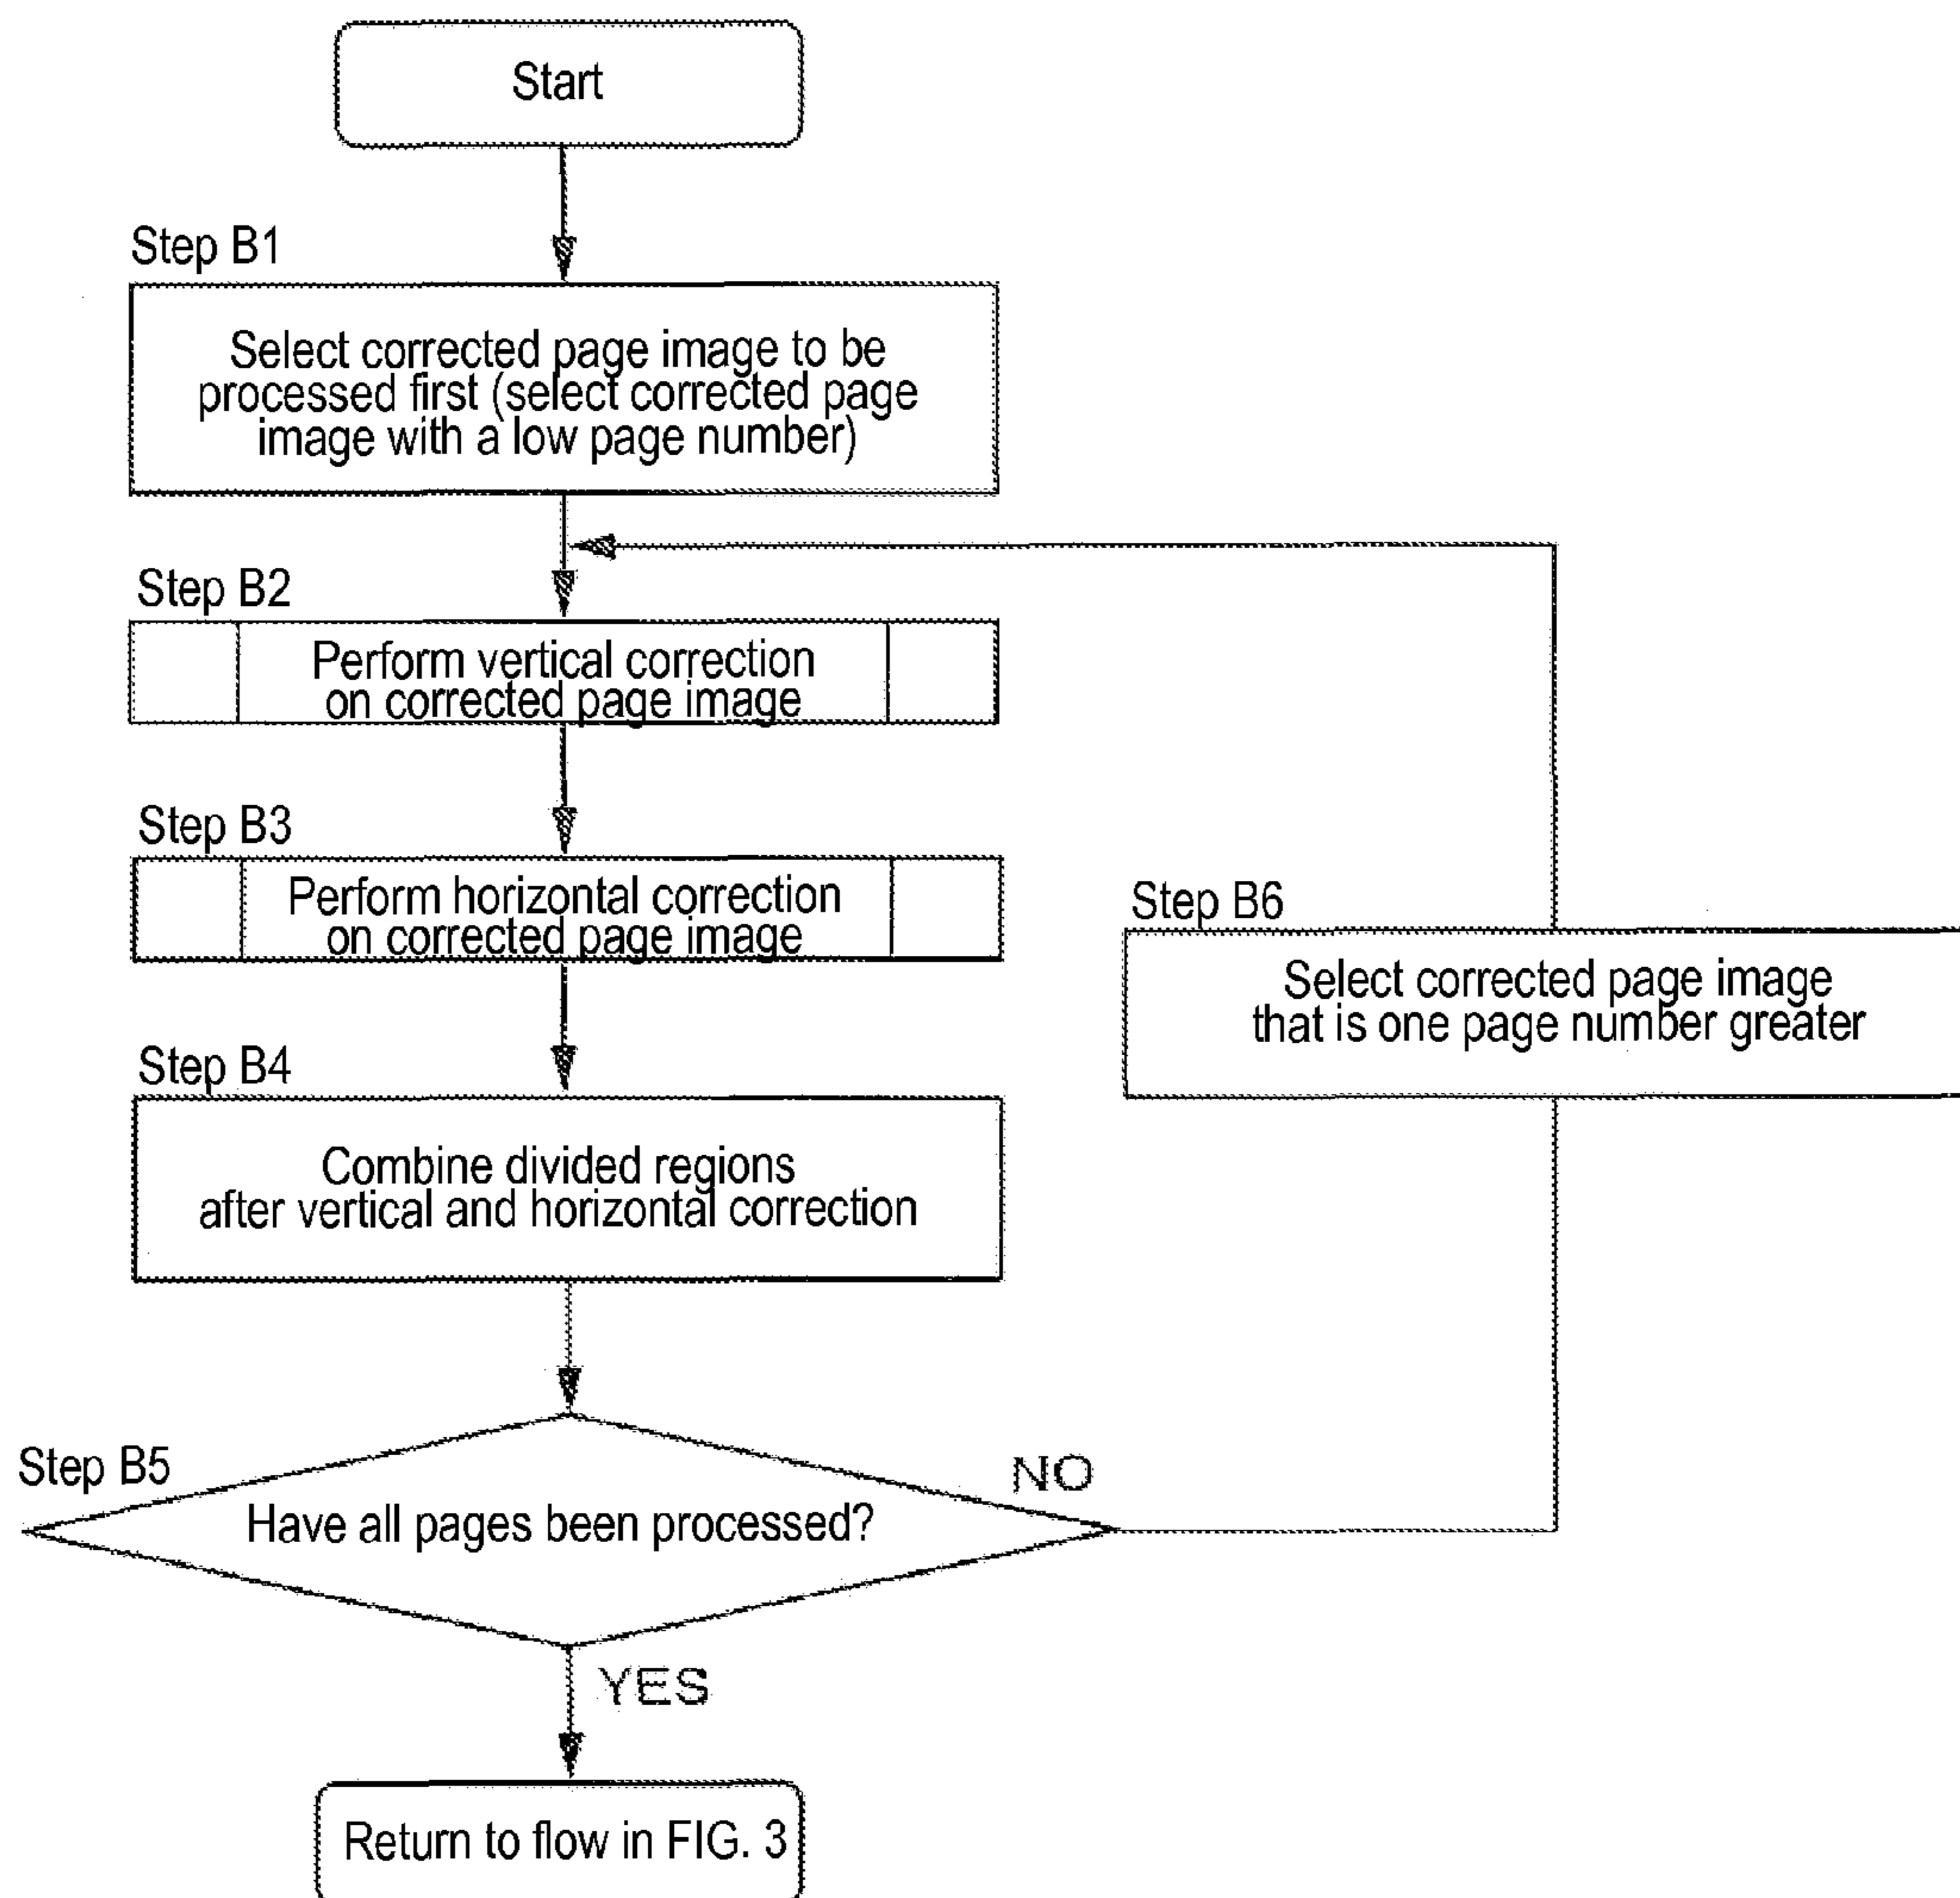 Start
Step B1
Select corrected page image to be
processed first (select corrected page
image with a low page number)
Step B2
Perform vertical correction
on corrected page image
Step B3
Perform horizontal correction
on corrected page image
Step B6
Select corrected page image
that is one page number greater
Step B4
Combine divided regions
after vertical and horizontal correction
Step B5
NO
Have all pages been processed?
YES
Return to flow in FIG. 3